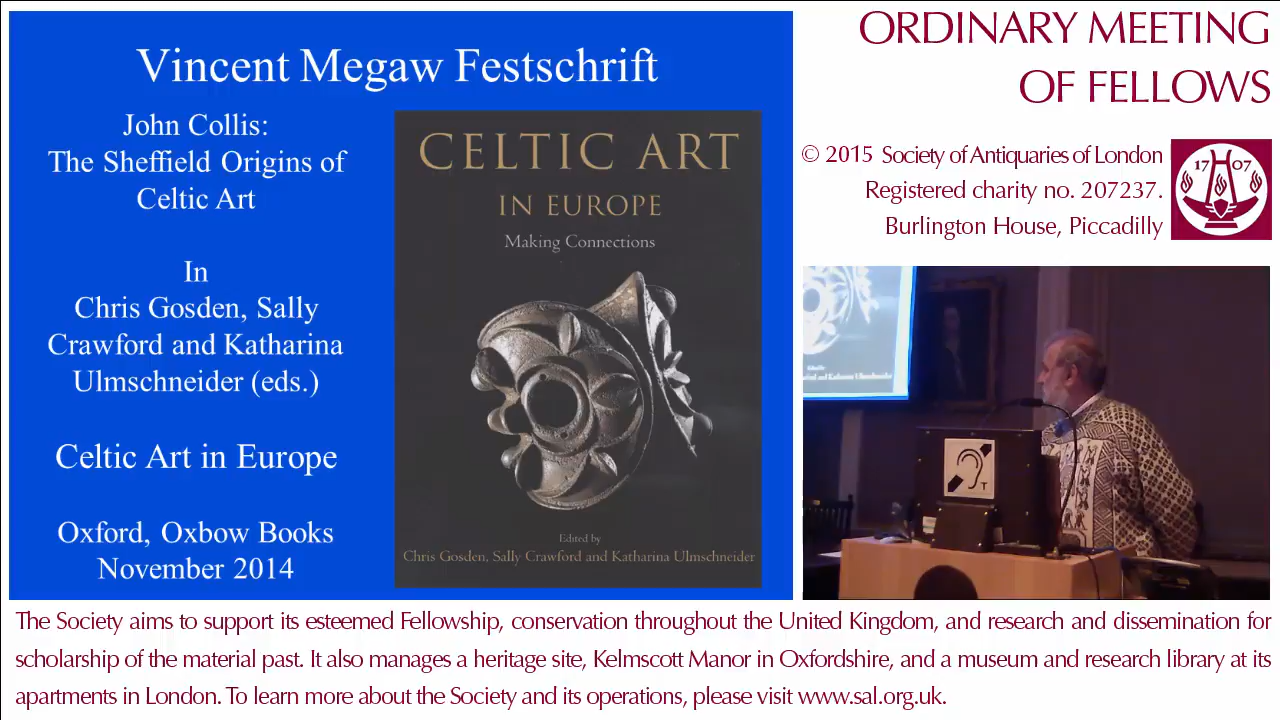 Vincent Megaw Festschrift
John Collis:
The Sheffield Origins of
Celtic Art
In
Chris Gosden, Sally
Crawford and Katharina
Ulmschneider (eds.)
Celtic Art in Europe
Oxford, Oxbow Books
November 2014
CELTIC ART
IN EUROPE
Making Connections
Edited by
Chris Gosden, Sally Crawford and Katharina Ulmschneider
ORDINARY MEETING
OF FELLOWS
© 2015 Society of Antiquaries of London
Registered charity no. 207237.
Burlington House, Piccadilly
17 07
T
The Society aims to support its esteemed Fellowship, conservation throughout the United Kingdom, and research and dissemination for
scholarship of the material past. It also manages a heritage site, Kelmscott Manor in Oxfordshire, and a museum and research library at its
apartments in London. To learn more about the Society and its operations, please visit www.sal.org.uk.